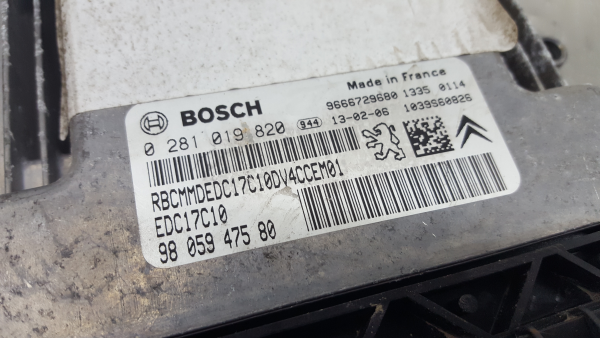 Made in France
BOSCH
9666729680 1335 0114
0 281 019 820 944 13-02-06 1039S60826
RBCMMDEDC17C10DV4CCEM01
EDC17C10
98 059 475 80